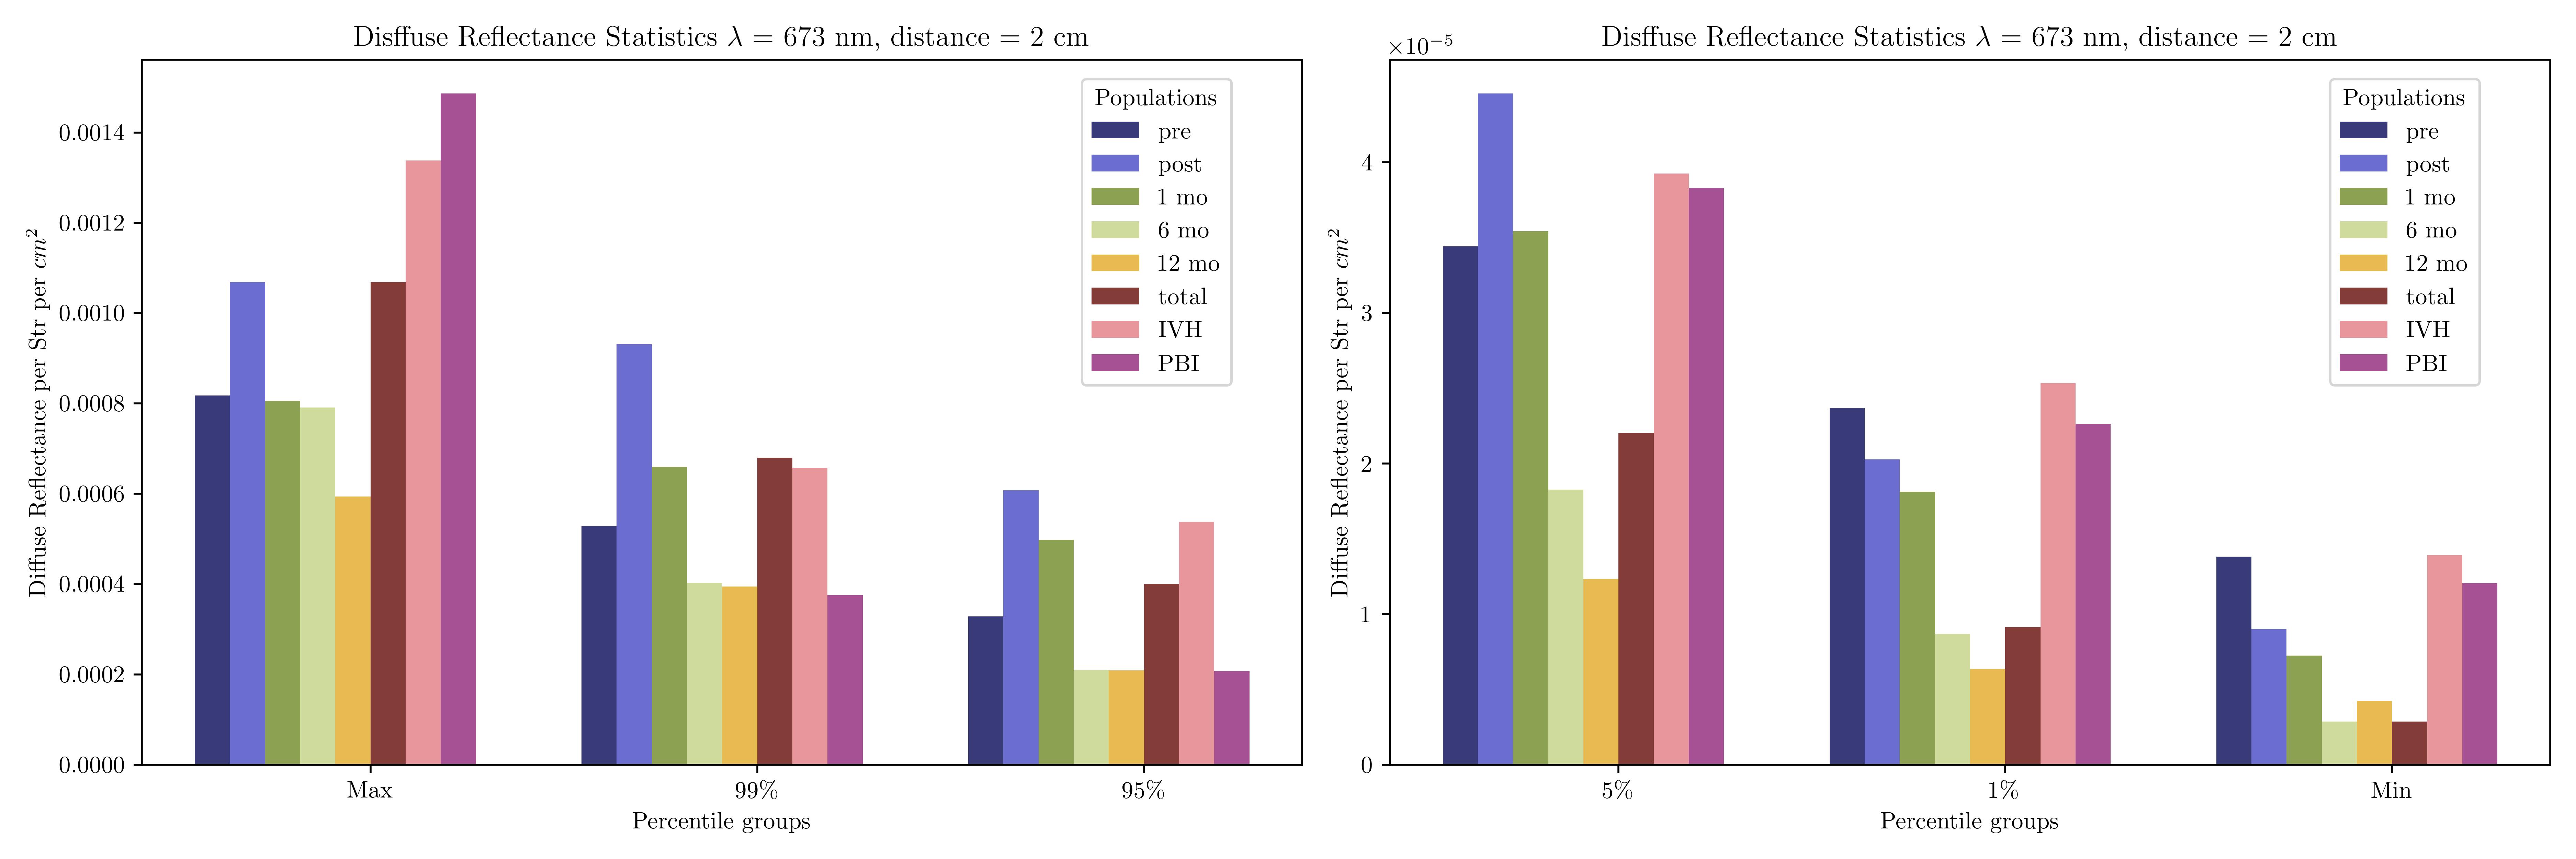 Disffuse Reflectance Statistics λ = 673 nm, distance = 2 cm
Diffuse Reflectance per Str per cm²
0.0014
0.0012
0.0010
0.0008
0.0006
0.0004
0.0002
0.0000
Max
99%
95%
Percentile groups
Populations
pre
post
1 mo
6 mo
12 mo
total
IVH
PBI
Disffuse Reflectance Statistics λ = 673 nm, distance = 2 cm
×10⁻⁵
Diffuse Reflectance per Str per cm²
4
3
2
1
0
5%
1%
Min
Percentile groups
Populations
pre
post
1 mo
6 mo
12 mo
total
IVH
PBI